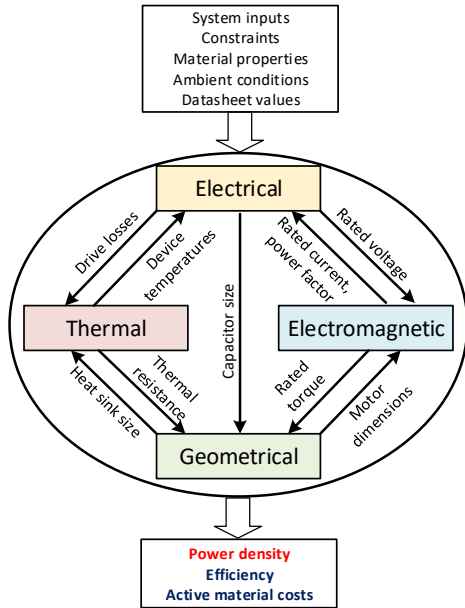 System inputs
Constraints
Material properties
Ambient conditions
Datasheet values
Electrical
Drive losses
Device
temperatures
Capacitor size
Rated current,
power factor
Rated voltage
Thermal
Electromagnetic
Heat sink size
Thermal
resistance
Rated
torque
Motor
dimensions
Geometrical
Power density
Efficiency
Active material costs